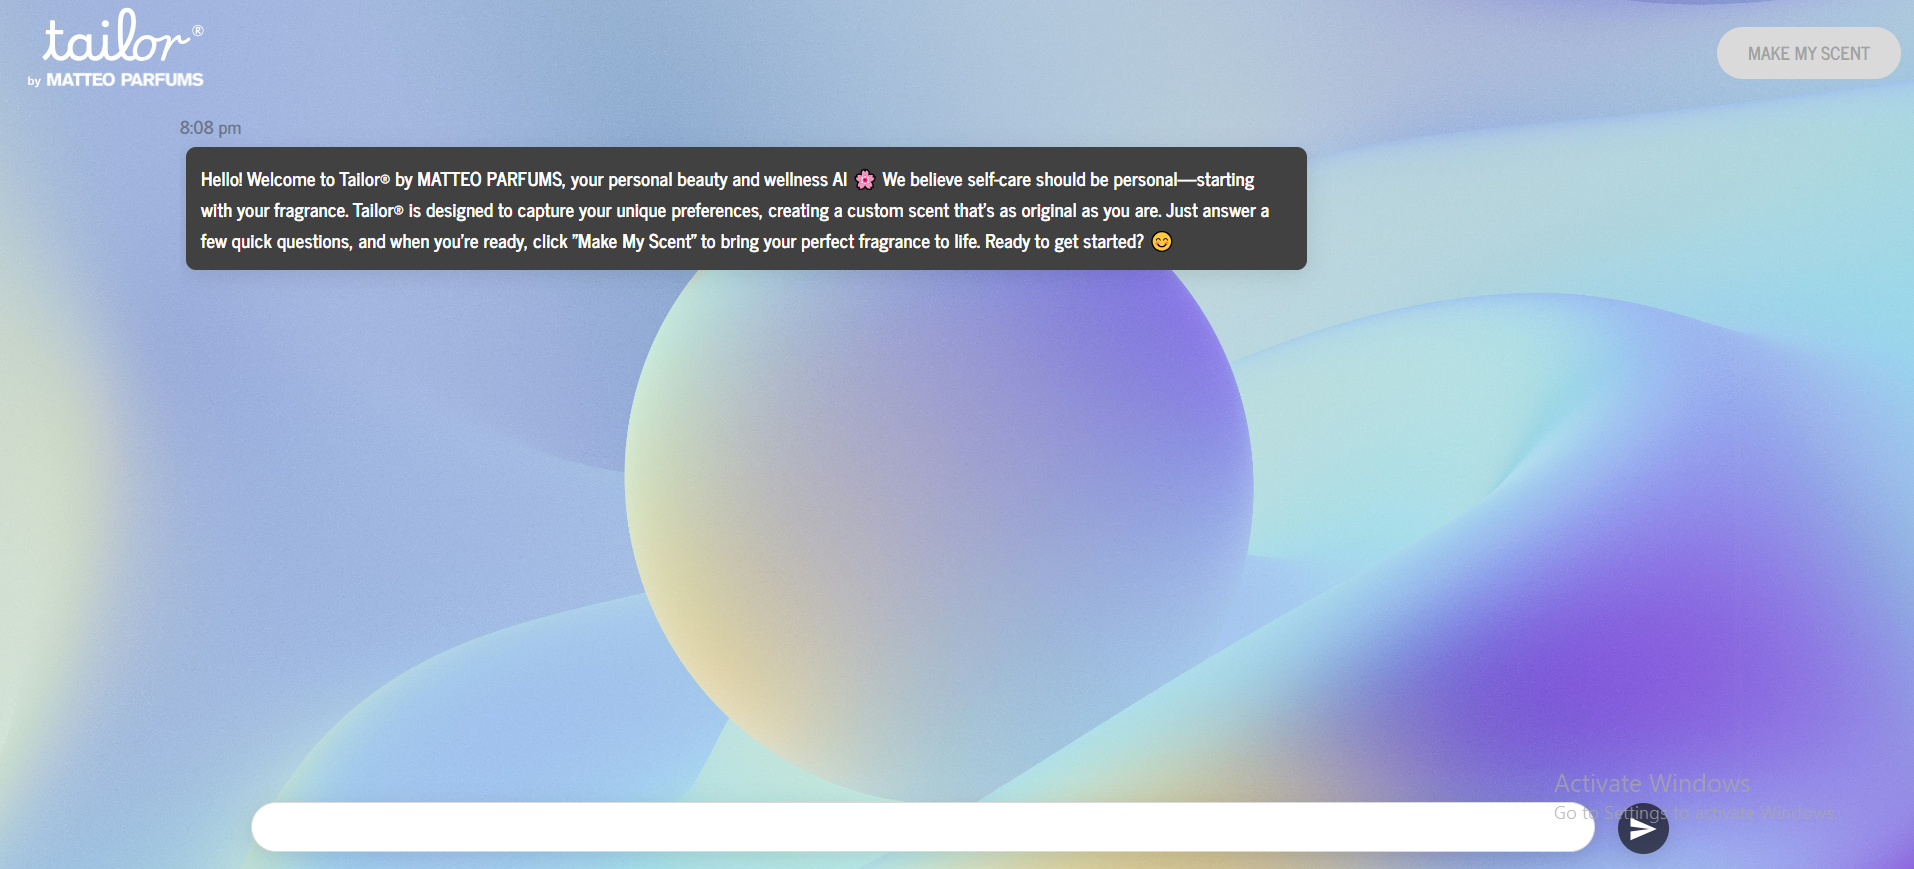 tailor®
by MATTEO PARFUMS
MAKE MY SCENT
8:08 pm
Hello! Welcome to Tailor® by MATTEO PARFUMS, your personal beauty and wellness AI 🌸 We believe self-care should be personal—starting
with your fragrance. Tailor® is designed to capture your unique preferences, creating a custom scent that's as original as you are. Just answer a
few quick questions, and when you're ready, click "Make My Scent" to bring your perfect fragrance to life. Ready to get started? 😊
Activate Windows
Go to Settings to activate Windows.